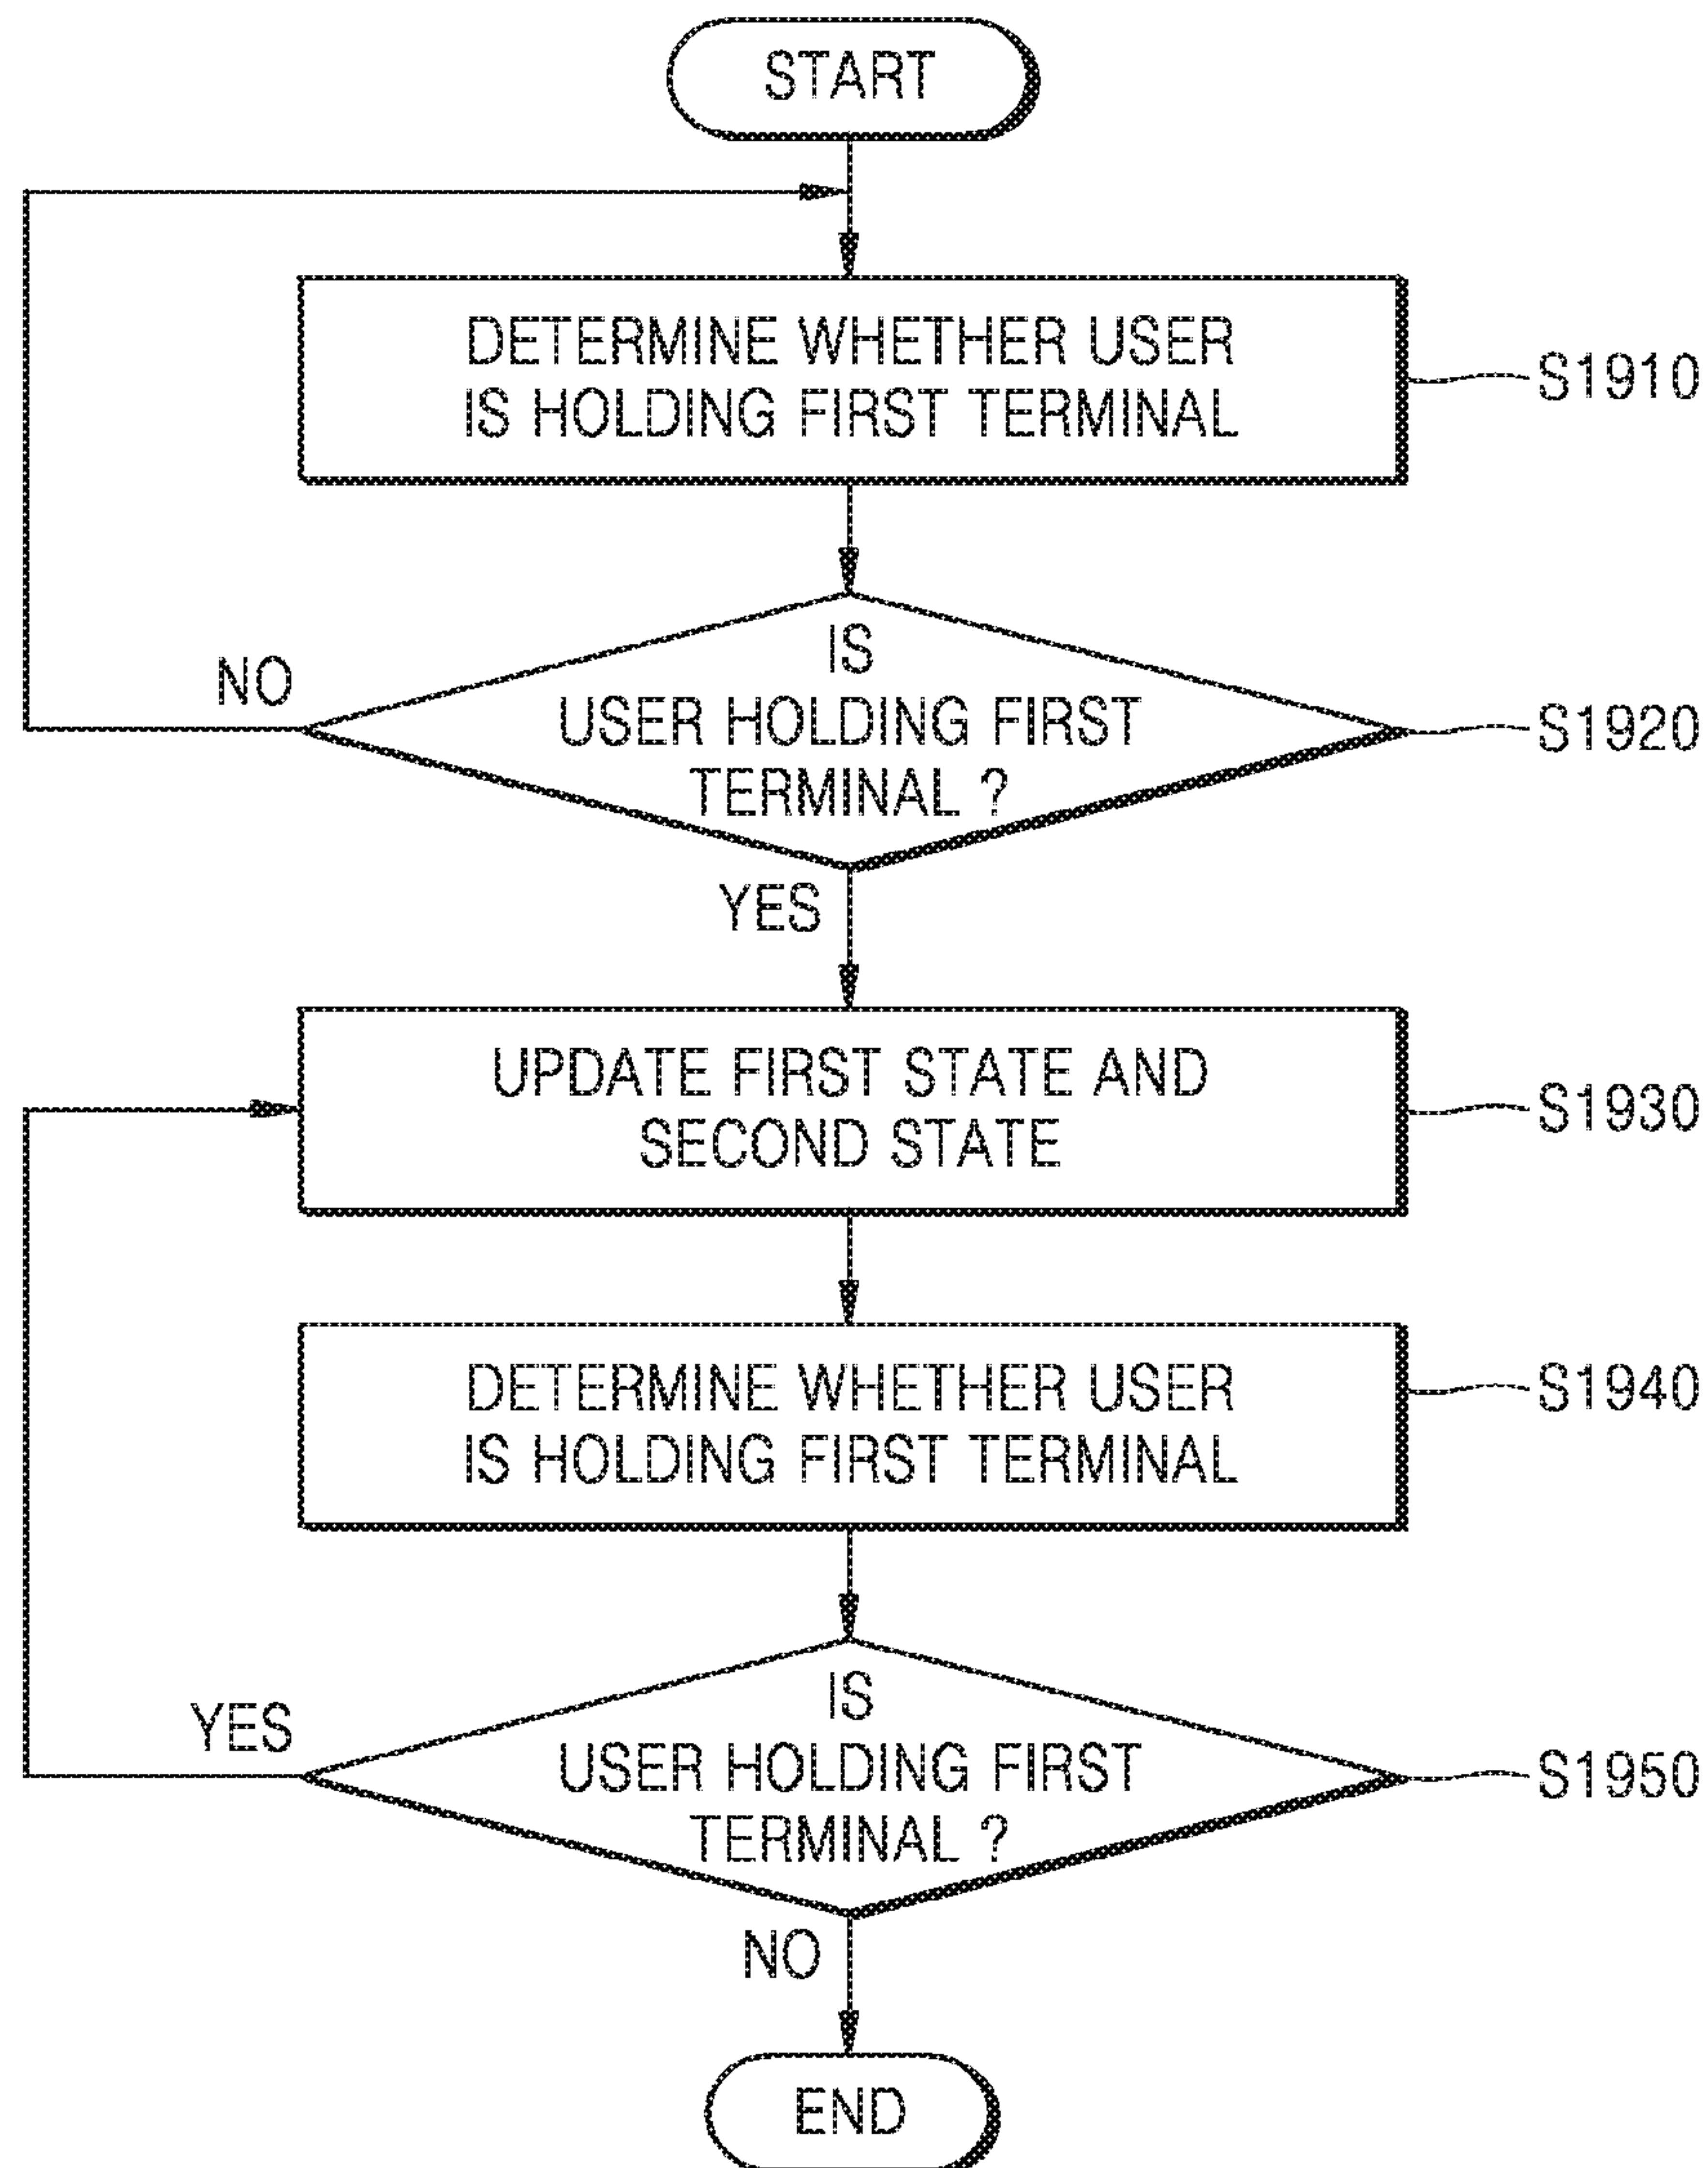 START
DETERMINE WHETHER USER
IS HOLDING FIRST TERMINAL
S1910
IS
USER HOLDING FIRST
TERMINAL ?
S1920
NO
YES
UPDATE FIRST STATE AND
SECOND STATE
S1930
DETERMINE WHETHER USER
IS HOLDING FIRST TERMINAL
S1940
IS
USER HOLDING FIRST
TERMINAL ?
S1950
YES
NO
END